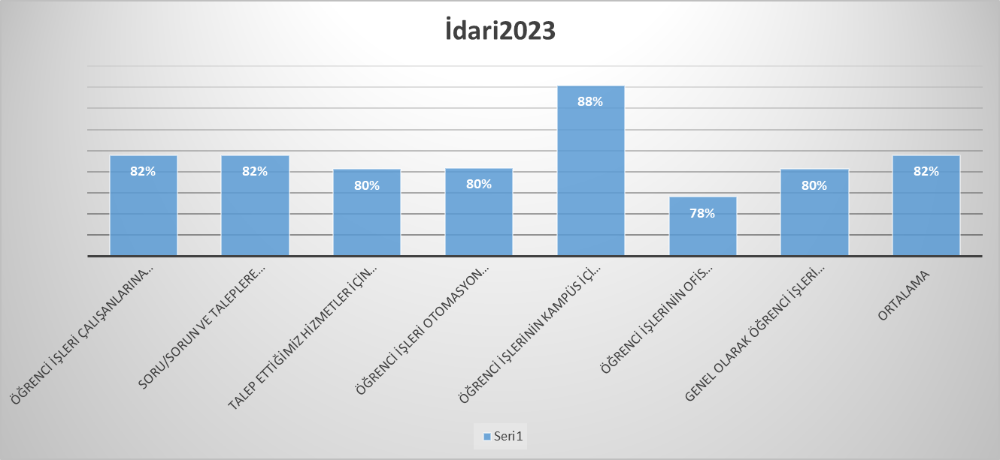 İdari2023
82%
82%
80%
80%
88%
78%
80%
82%
ÖĞRENCİ İŞLERİ ÇALIŞANLARINA…
SORU/SORUN VE TALEPLERE…
TALEP ETTİĞİMİZ HİZMETLER İÇİN…
ÖĞRENCİ İŞLERİ OTOMASYON…
ÖĞRENCİ İŞLERİNİN KAMPÜS İÇİ…
ÖĞRENCİ İŞLERİNİN OFİS…
GENEL OLARAK ÖĞRENCİ İŞLERİ…
ORTALAMA
Seri1